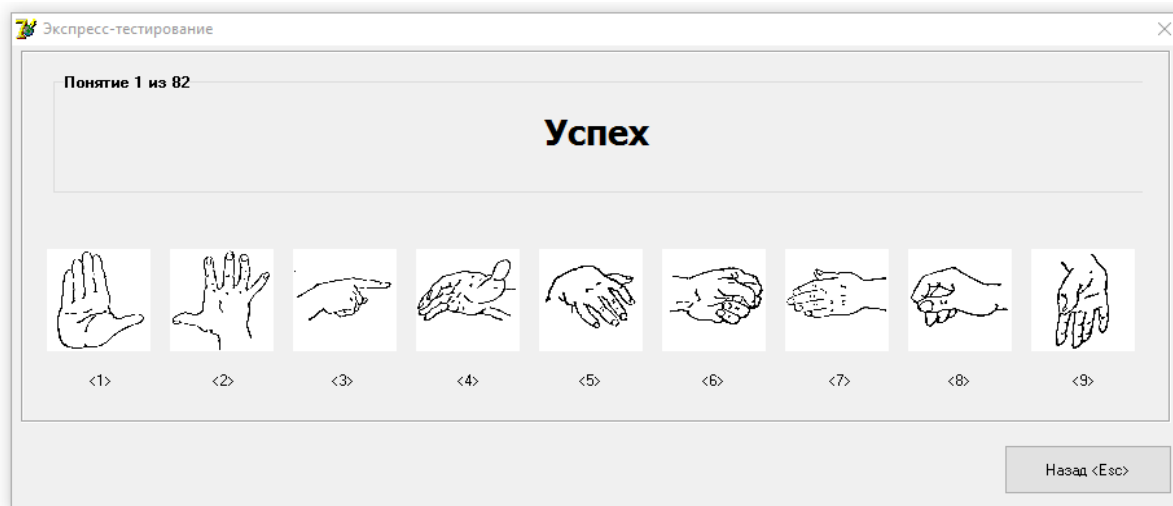 Экспресс-тестирование
Понятие 1 из 82
Успех
<1> <2> <3> <4> <5> <6> <7> <8> <9>
Назад <Esc>